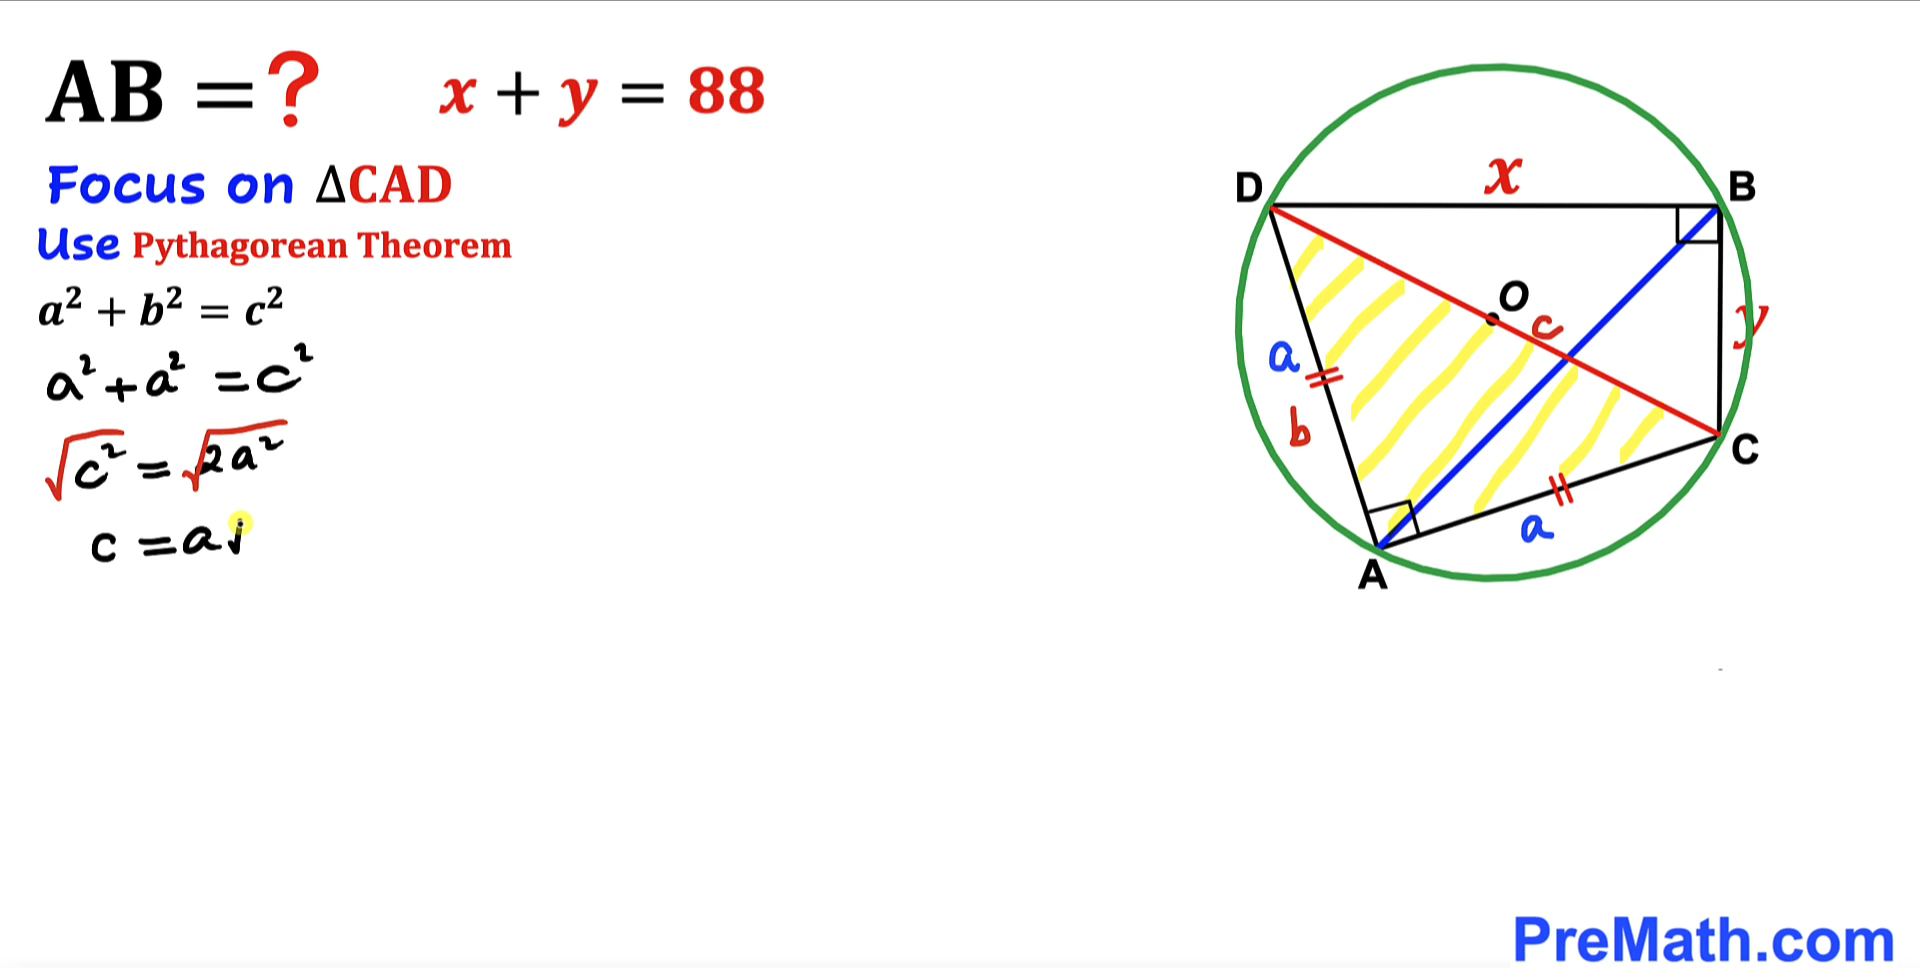 AB = ? x + y = 88
Focus on ΔCAD
Use Pythagorean Theorem
a² + b² = c²
a² + a² = c²
√c² = √2a²
c = a
D
x
B
O
c
y
a
b
C
a
A
PreMath.com